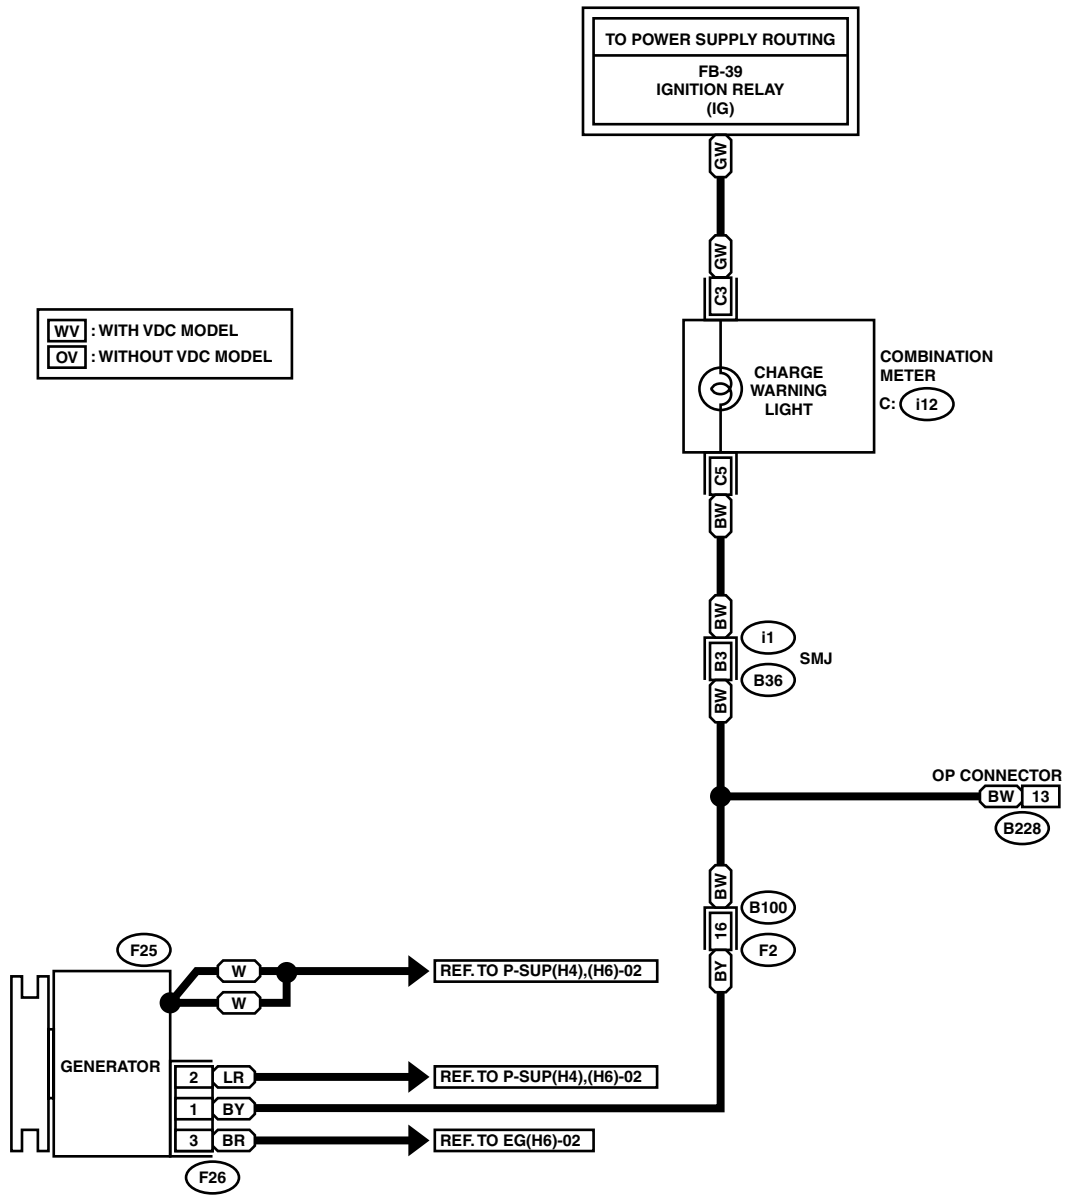 TO POWER SUPPLY ROUTING
FB-39
IGNITION RELAY
(IG)
GW
GW
C3
WV : WITH VDC MODEL
OV : WITHOUT VDC MODEL
CHARGE
WARNING
LIGHT
COMBINATION
METER
C: i12
C5
BW
BW
i1
B3
SMJ
B36
BW
OP CONNECTOR
BW 13
B228
BW
B100
16
F2
BY
F25
W
REF. TO P-SUP(H4),(H6)-02
W
GENERATOR
2 LR
REF. TO P-SUP(H4),(H6)-02
1 BY
3 BR
REF. TO EG(H6)-02
F26